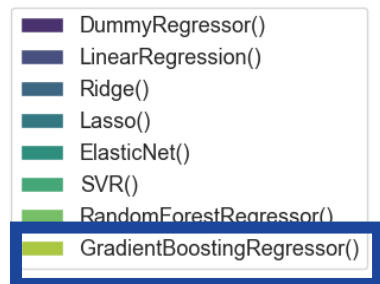 DummyRegressor()
LinearRegression()
Ridge()
Lasso()
ElasticNet()
SVR()
RandomForestRegressor()
GradientBoostingRegressor()